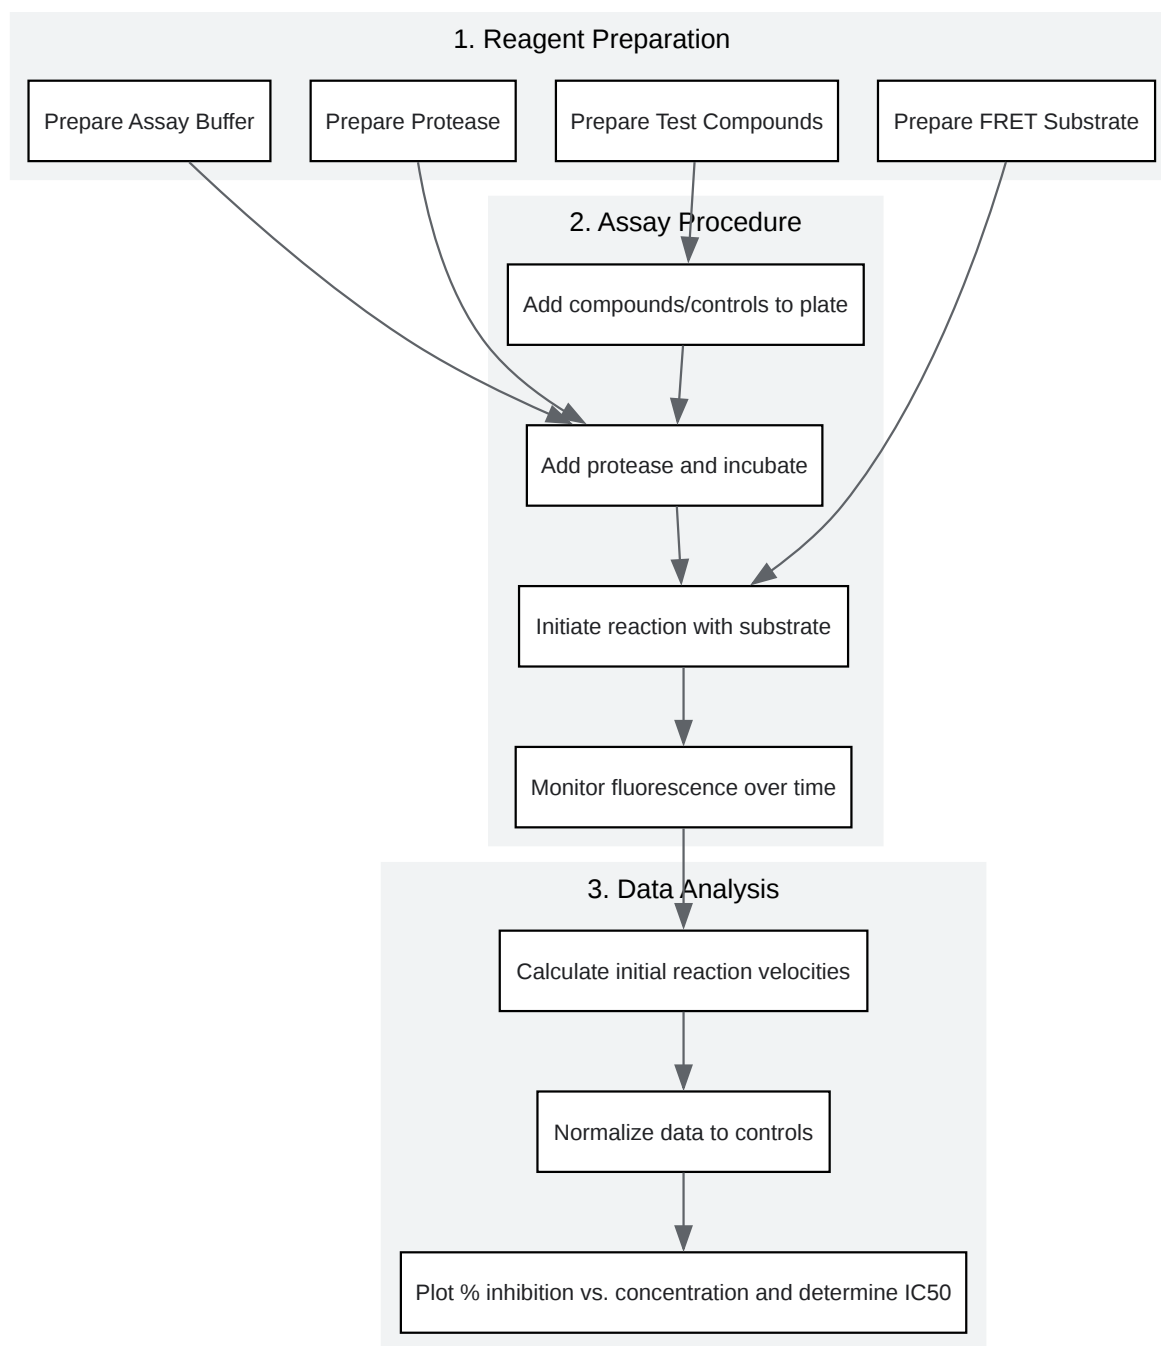 1. Reagent Preparation
Prepare Assay Buffer
Prepare Protease
Prepare Test Compounds
Prepare FRET Substrate
2. Assay Procedure
Add compounds/controls to plate
Add protease and incubate
Initiate reaction with substrate
Monitor fluorescence over time
3. Data Analysis
Calculate initial reaction velocities
Normalize data to controls
Plot % inhibition vs. concentration and determine IC50